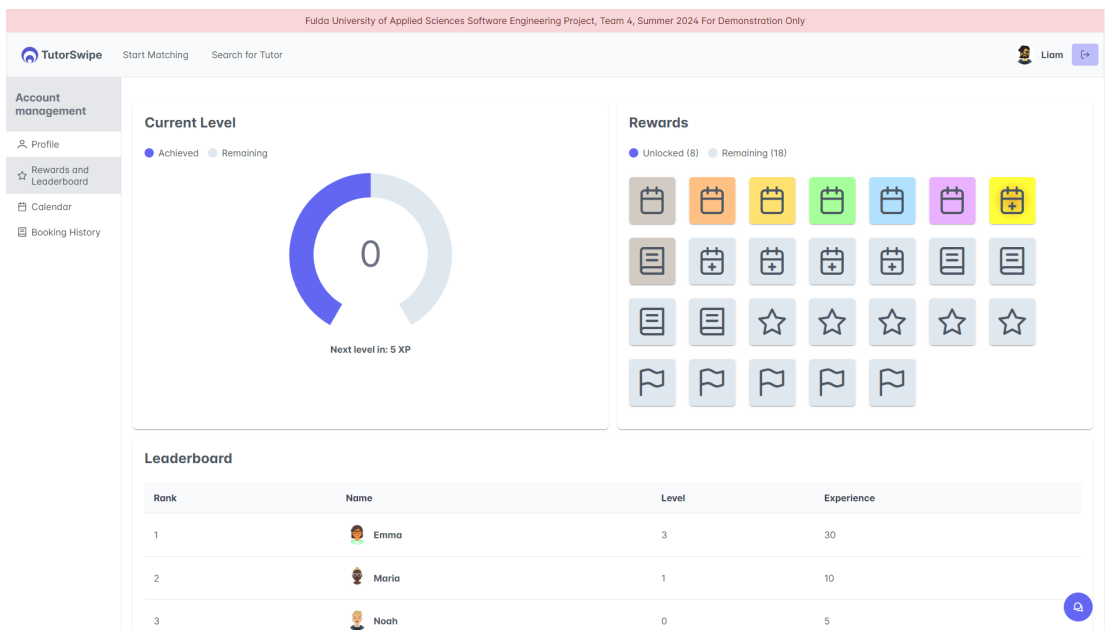 Fulda University of Applied Sciences Software Engineering Project, Team 4, Summer 2024 For Demonstration Only
TutorSwipe Start Matching Search for Tutor Liam
Account
management
Profile
Rewards and
Leaderboard
Calendar
Booking History
Current Level
Achieved Remaining
0
Next level in: 5 XP
Rewards
Unlocked (8) Remaining (18)
Leaderboard
Rank Name Level Experience
1 Emma 3 30
2 Maria 1 10
3 Noah 0 5